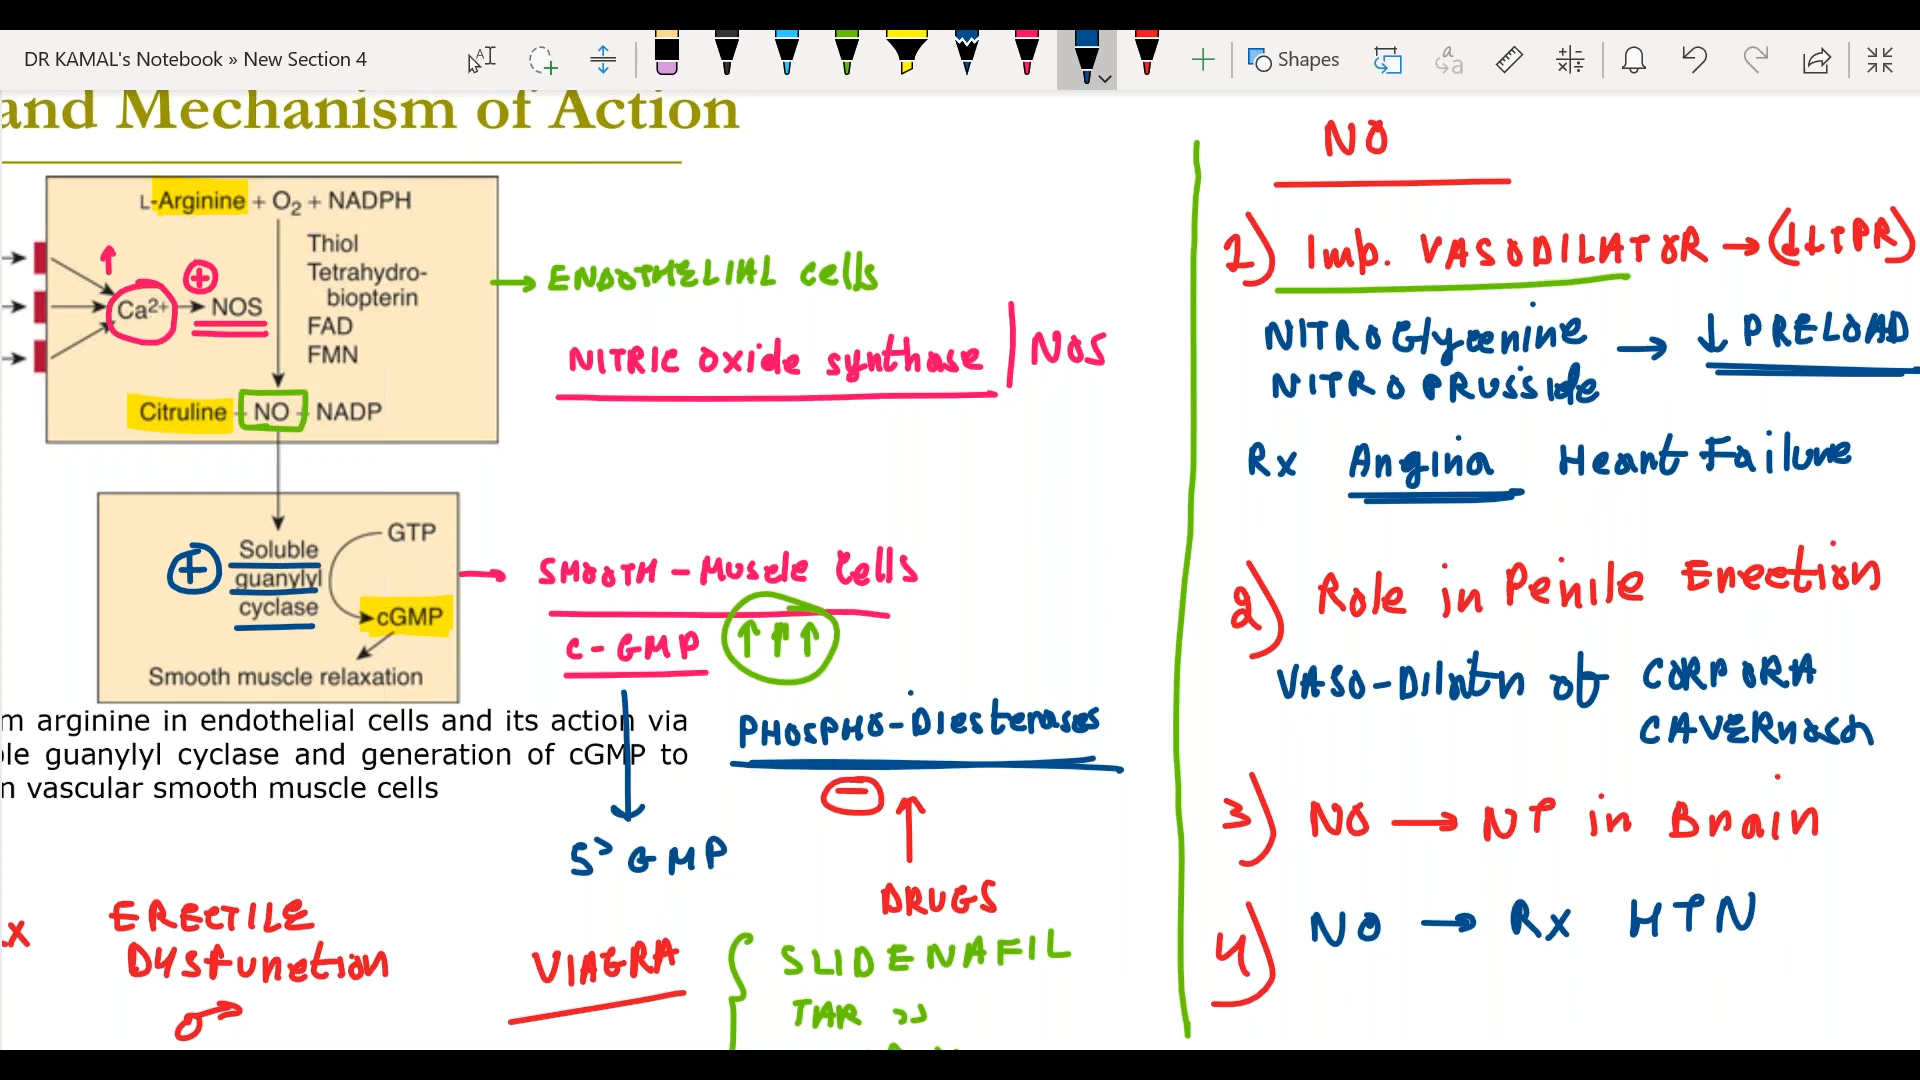 DR KAMAL's Notebook » New Section 4
Shapes
and Mechanism of Action
L-Arginine + O2 + NADPH
Thiol
Tetrahydro-
biopterin
FAD
FMN
Ca2+
NOS
Citruline + NO + NADP
ENDOTHELIAL cells
NITRIC OXide synthase | NOS
GTP
Soluble
guanylyl
cyclase
cGMP
Smooth muscle relaxation
SMOOTH-Muscle Cells
C-GMP ↑↑↑
m arginine in endothelial cells and its action via
le guanylyl cyclase and generation of cGMP to
n vascular smooth muscle cells
PHOSPHO-Diesterases
5' GMP
DRUGS
x ERECTILE
DYSfunction
VIAGRA
SLIDENAFIL
TAR ››
NO
1) Imp. VASODILATOR → (↓↓TPR)
NITROGlycerine → ↓ PRELOAD
NITROPRUSSide
Rx Angina Heart Failure
2) Role in Penile Erection
VASO-Dilatn of CORPORA
CAVERnosa
3) NO → NT in Brain
4) NO → Rx HTN